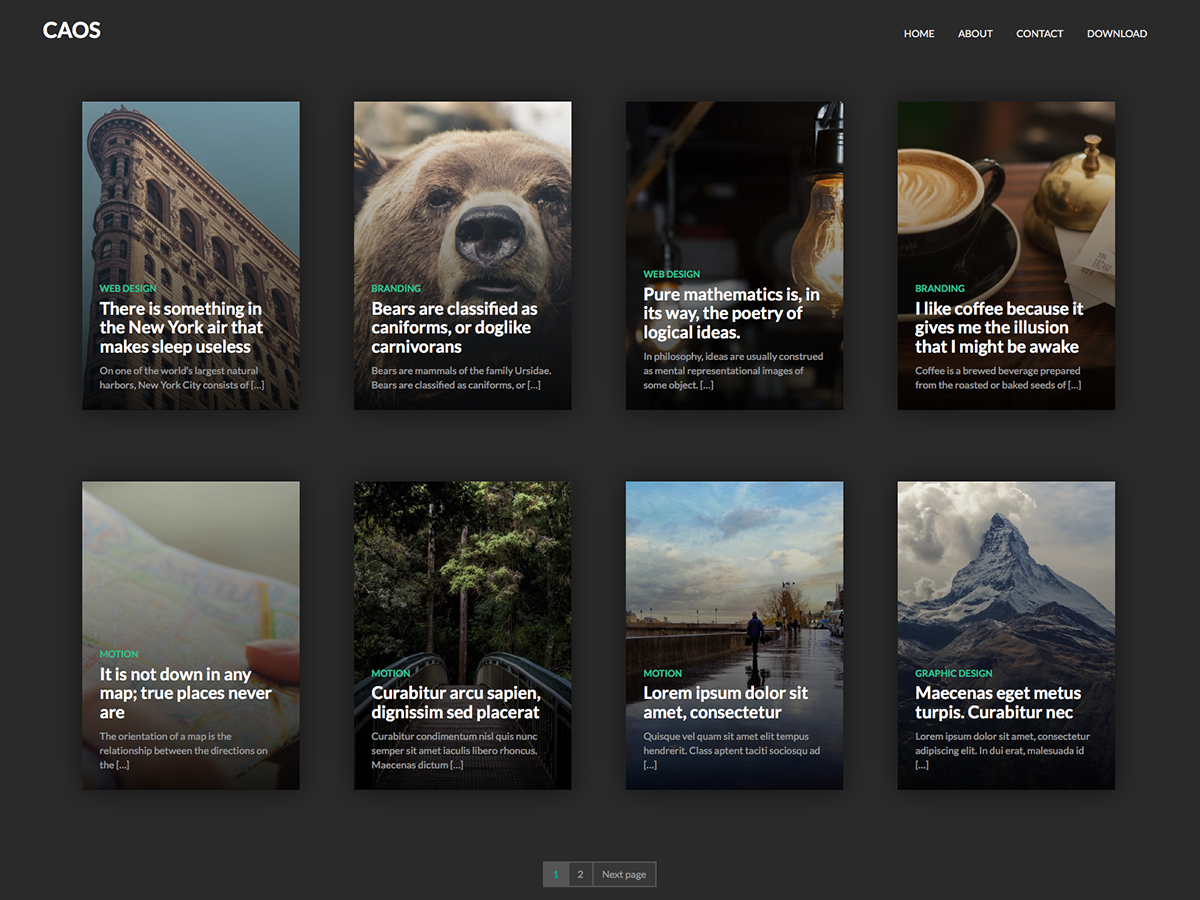 CAOS
HOME ABOUT CONTACT DOWNLOAD
WEB DESIGN
There is something in
the New York air that
makes sleep useless
On one of the world's largest natural
harbors, New York City consists of [...]
BRANDING
Bears are classified as
caniforms, or doglike
carnivorans
Bears are mammals of the family Ursidae.
Bears are classified as caniforms, or [...]
WEB DESIGN
Pure mathematics is, in
its way, the poetry of
logical ideas.
In philosophy, ideas are usually construed
as mental representational images of
some object. [...]
BRANDING
I like coffee because it
gives me the illusion
that I might be awake
Coffee is a brewed beverage prepared
from the roasted or baked seeds of [...]
MOTION
It is not down in any
map; true places never
are
The orientation of a map is the
relationship between the directions on
the [...]
MOTION
Curabitur arcu sapien,
dignissim sed placerat
Curabitur condimentum nisl quis nunc
semper sit amet iaculis libero rhoncus.
Maecenas dictum [...]
MOTION
Lorem ipsum dolor sit
amet, consectetur
Quisque vel quam sit amet elit tempus
hendrerit. Class aptent taciti sociosqu ad
[...]
GRAPHIC DESIGN
Maecenas eget metus
turpis. Curabitur nec
Lorem ipsum dolor sit amet, consectetur
adipiscing elit. In dui erat, malesuada id
[...]
1 2 Next page